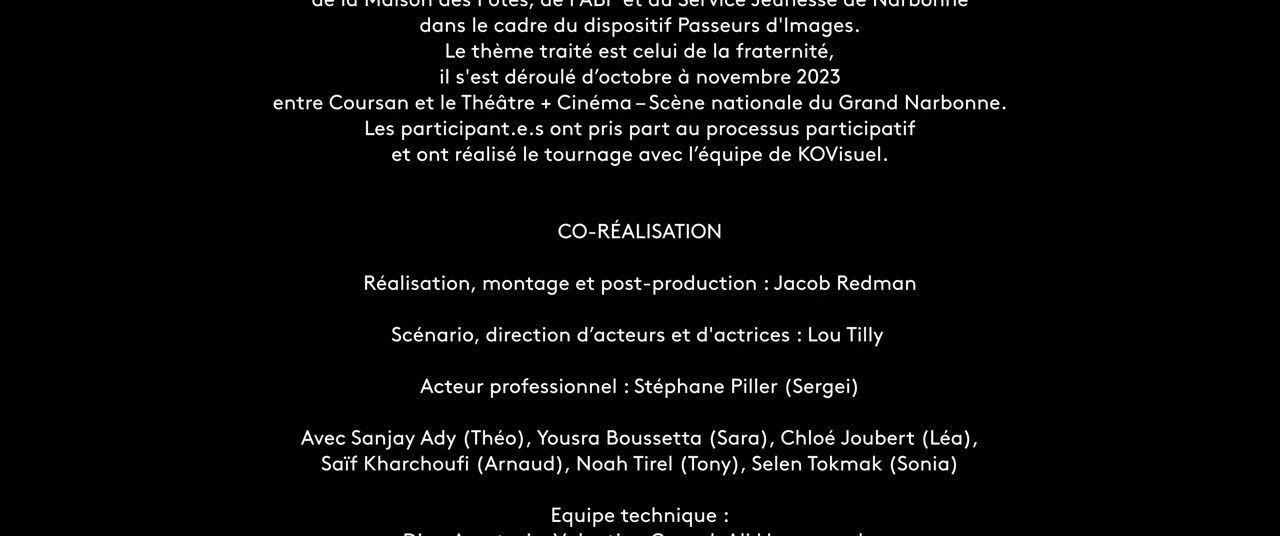 de la Maison des Potes, de l'ABP et du Service Jeunesse de Narbonne
dans le cadre du dispositif Passeurs d'Images.
Le thème traité est celui de la fraternité,
il s'est déroulé d’octobre à novembre 2023
entre Coursan et le Théâtre + Cinéma – Scène nationale du Grand Narbonne.
Les participant.e.s ont pris part au processus participatif
et ont réalisé le tournage avec l’équipe de KOVisuel.
CO-RÉALISATION
Réalisation, montage et post-production : Jacob Redman
Scénario, direction d’acteurs et d'actrices : Lou Tilly
Acteur professionnel : Stéphane Piller (Sergei)
Avec Sanjay Ady (Théo), Yousra Boussetta (Sara), Chloé Joubert (Léa),
Saïf Kharchoufi (Arnaud), Noah Tirel (Tony), Selen Tokmak (Sonia)
Equipe technique :